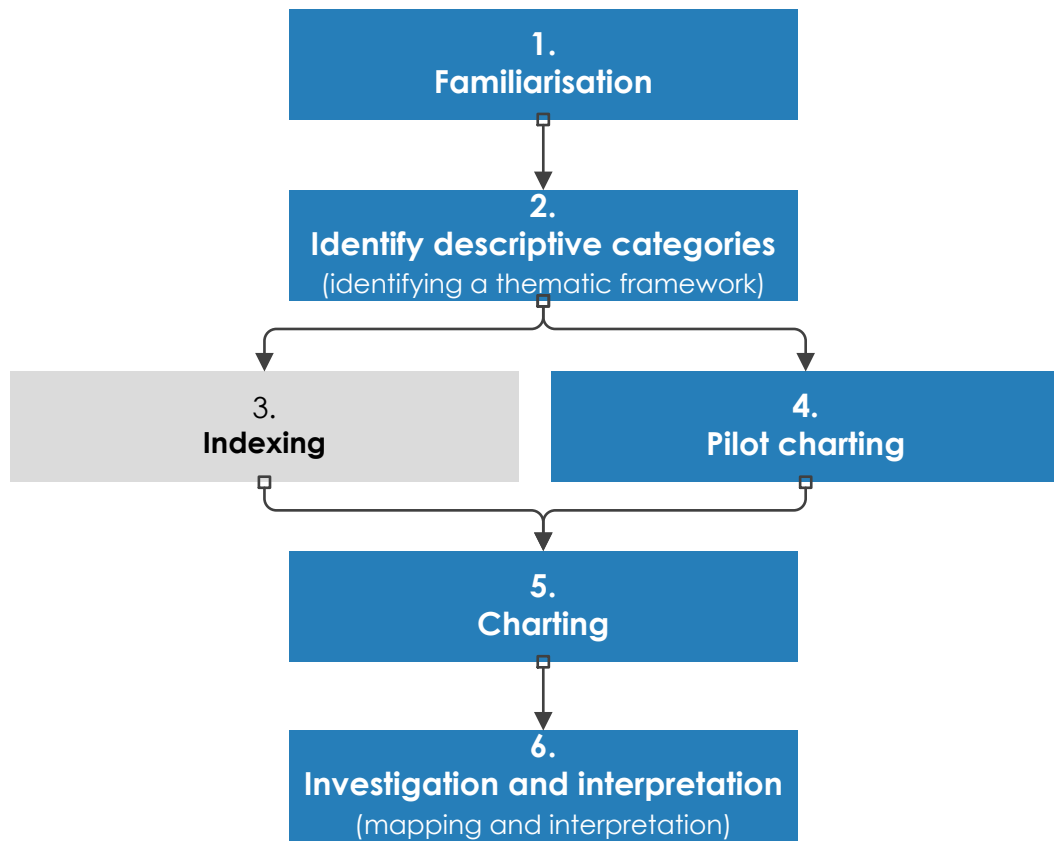 1.
Familiarisation
2.
Identify descriptive categories
(identifying a thematic framework)
3.
Indexing
4.
Pilot charting
5.
Charting
6.
Investigation and interpretation
(mapping and interpretation)